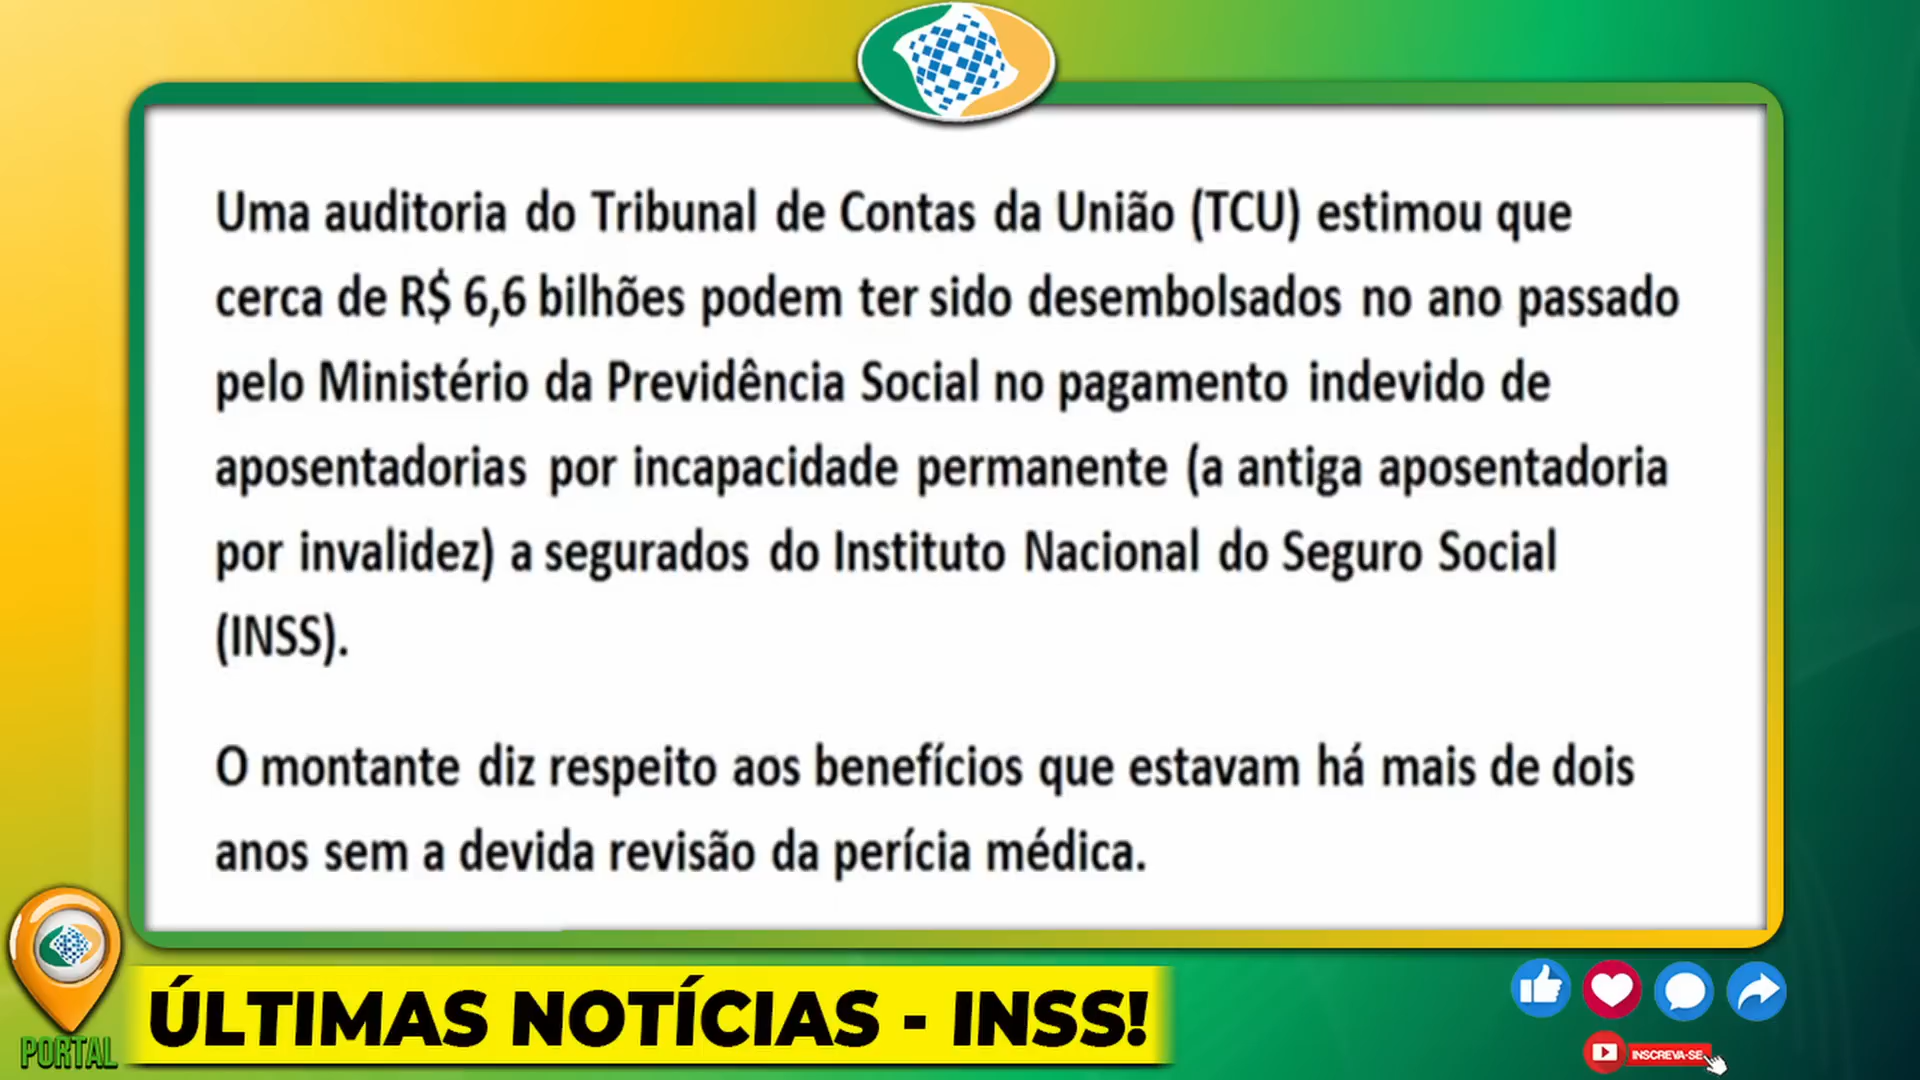 Uma auditoria do Tribunal de Contas da União (TCU) estimou que
cerca de R$ 6,6 bilhões podem ter sido desembolsados no ano passado
pelo Ministério da Previdência Social no pagamento indevido de
aposentadorias por incapacidade permanente (a antiga aposentadoria
por invalidez) a segurados do Instituto Nacional do Seguro Social
(INSS).
O montante diz respeito aos benefícios que estavam há mais de dois
anos sem a devida revisão da perícia médica.
PORTAL
ÚLTIMAS NOTÍCIAS - INSS!
INSCREVA-SE